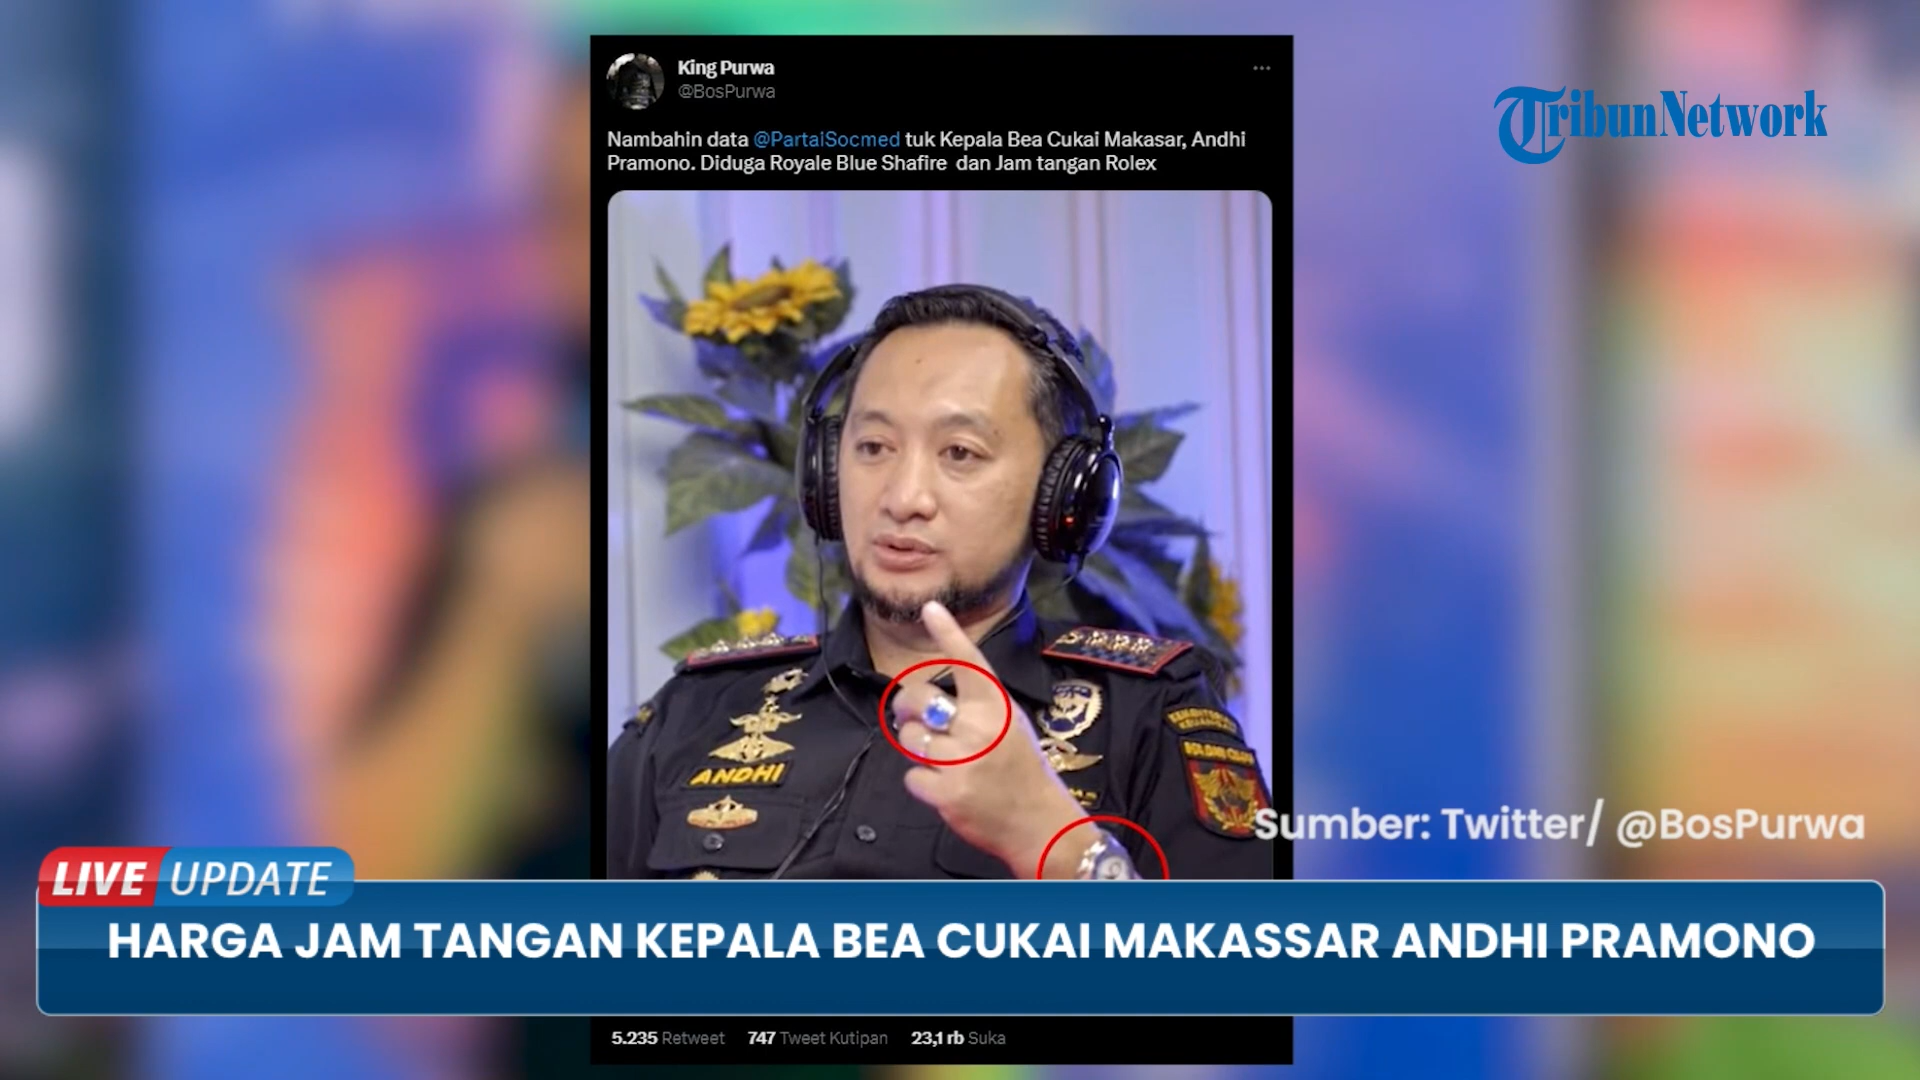 King Purwa
@BosPurwa
TribunNetwork
Nambahin data @PartaiSocmed tuk Kepala Bea Cukai Makasar, Andhi
Pramono. Diduga Royale Blue Shafire dan Jam tangan Rolex
ANDHI
Sumber: Twitter/ @BosPurwa
LIVE UPDATE
HARGA JAM TANGAN KEPALA BEA CUKAI MAKASSAR ANDHI PRAMONO
5.235 Retweet 747 Tweet Kutipan 23,1 rb Suka